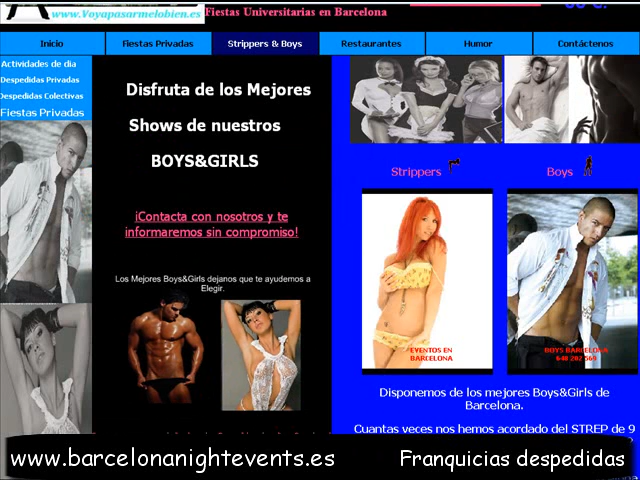 www.Voyapasarmelobien.es
Fiestas Universitarias en Barcelona
Inicio
Fiestas Privadas
Strippers & Boys
Restaurantes
Humor
Contáctenos
Actividades de dia
Despedidas Privadas
Despedidas Colectivas
Fiestas Privadas
Disfruta de los Mejores
Shows de nuestros
BOYS&GIRLS
¡Contacta con nosotros y te
informaremos sin compromiso!
Los Mejores Boys&Girls dejanos que te ayudemos a
Elegir.
Strippers
Boys
EVENTOS EN
BARCELONA
BOYS BARCELONA
Disponemos de los mejores Boys&Girls de
Barcelona.
Cuantas veces nos hemos acordado del STREP de 9
www.barcelonanightevents.es
Franquicias despedidas